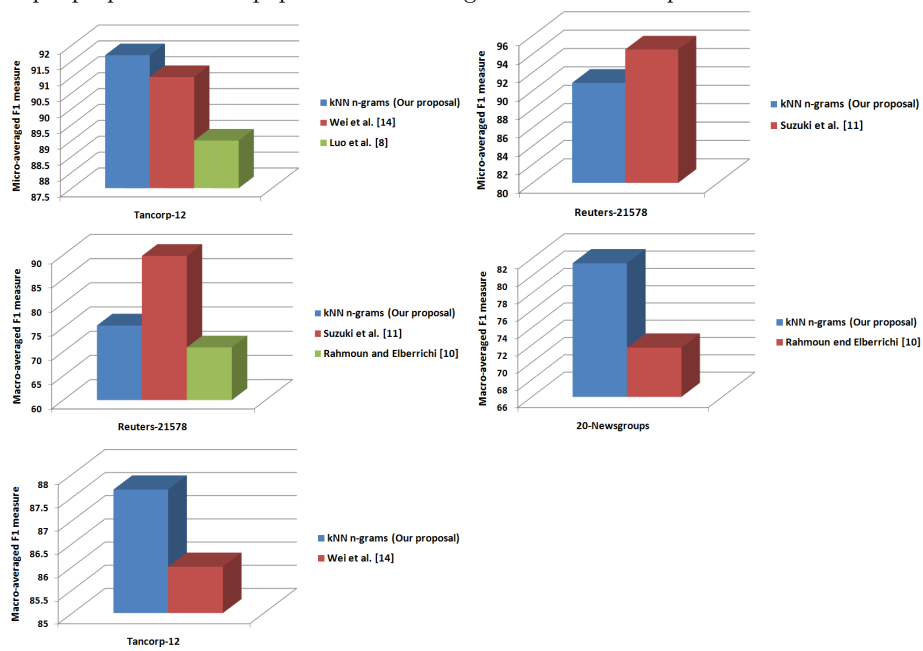 Micro-averaged F1 measure
92
91.5
91
90.5
90
89.5
89
88.5
88
87.5
Tancorp-12
kNN n-grams (Our proposal)
Wei et al. [14]
Luo et al. [8]
Micro-averaged F1 measure
96
94
92
90
88
86
84
82
80
Reuters-21578
kNN n-grams (Our proposal)
Suzuki et al. [11]
Macro-averaged F1 measure
90
85
80
75
70
65
60
Reuters-21578
kNN n-grams (Our proposal)
Suzuki et al. [11]
Rahmoun and Elberrichi [10]
Macro-averaged F1 measure
82
80
78
76
74
72
70
68
66
20-Newsgroups
kNN n-grams (Our proposal)
Rahmoun end Elberrichi [10]
Macro-averaged F1 measure
88
87.5
87
86.5
86
85.5
85
Tancorp-12
kNN n-grams (Our proposal)
Wei et al. [14]